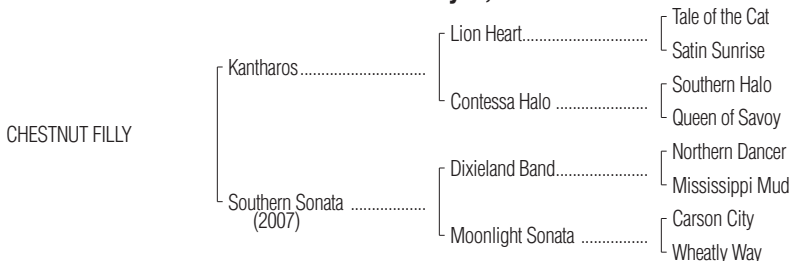 Tale of the Cat
Lion Heart............................
Satin Sunrise
Kantharos............................
Southern Halo
Contessa Halo ....................
Queen of Savoy
CHESTNUT FILLY
Northern Dancer
Dixieland Band....................
Mississippi Mud
Southern Sonata .................
(2007)
Carson City
Moonlight Sonata ...............
Wheatly Way